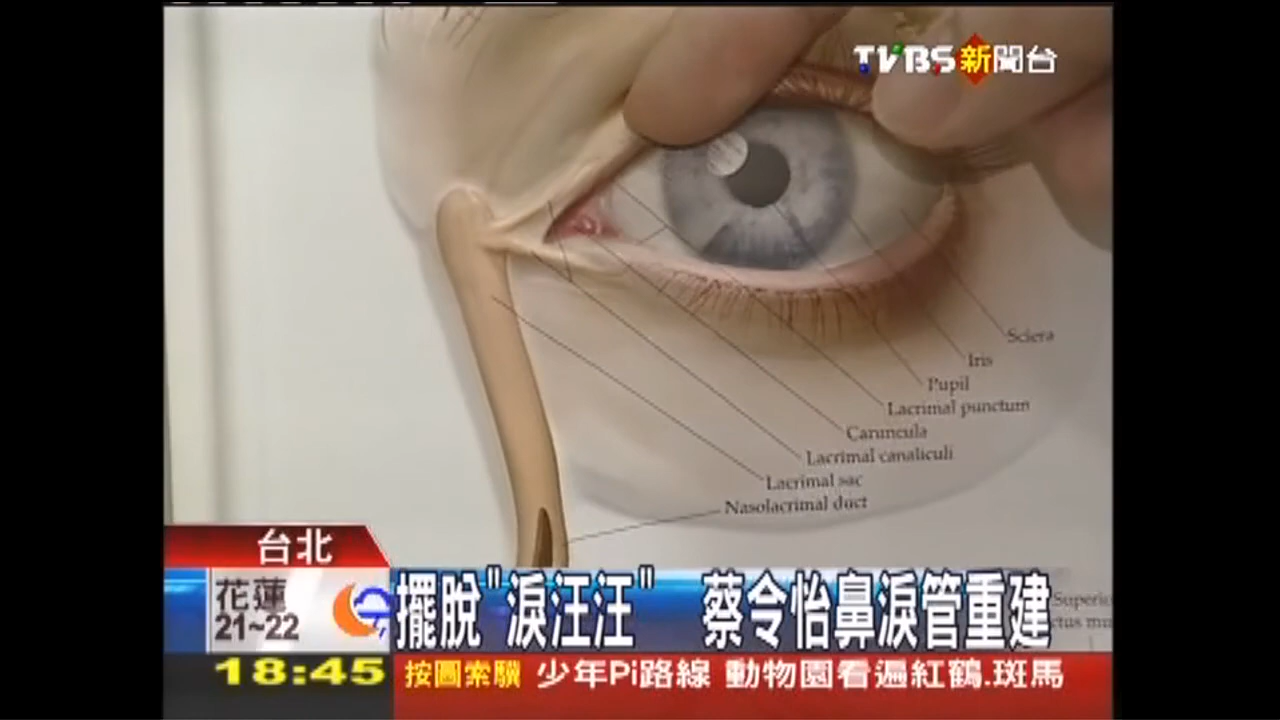 TVBS新聞台
Sclera
Iris
Pupil
Lacrimal punctum
Caruncula
Lacrimal canaliculi
Lacrimal sac
Nasolacrimal duct
台北
花蓮
21~22
擺脫"淚汪汪" 蔡令怡鼻淚管重建
18:45
按圖索驥 少年Pi路線 動物園看遍紅鶴.斑馬